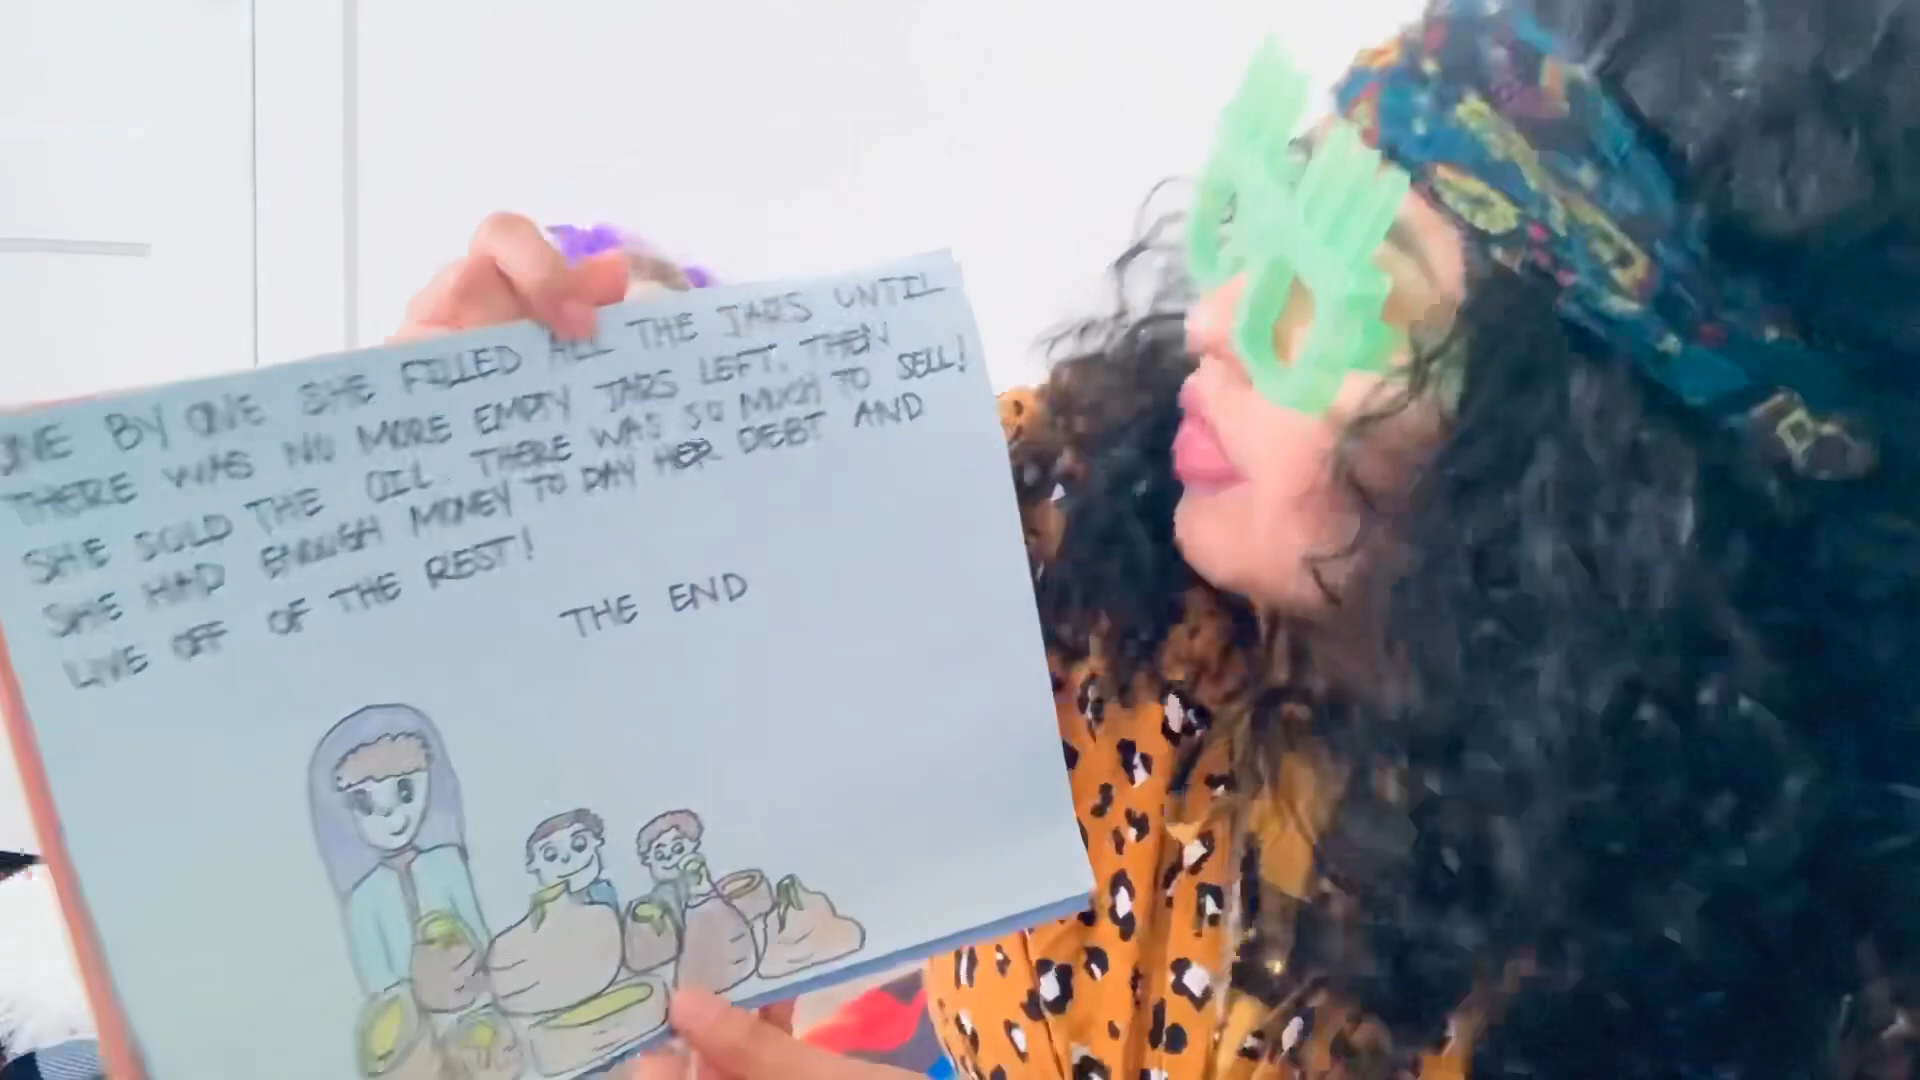 ONE BY ONE SHE FILLED ALL THE JARS UNTIL
THERE WAS NO MORE EMPTY JARS LEFT. THEN
SHE SOLD THE OIL. THERE WAS SO MUCH TO SELL!
SHE HAD ENOUGH MONEY TO PAY HER DEBT AND
LIVE OFF OF THE REST!
THE END